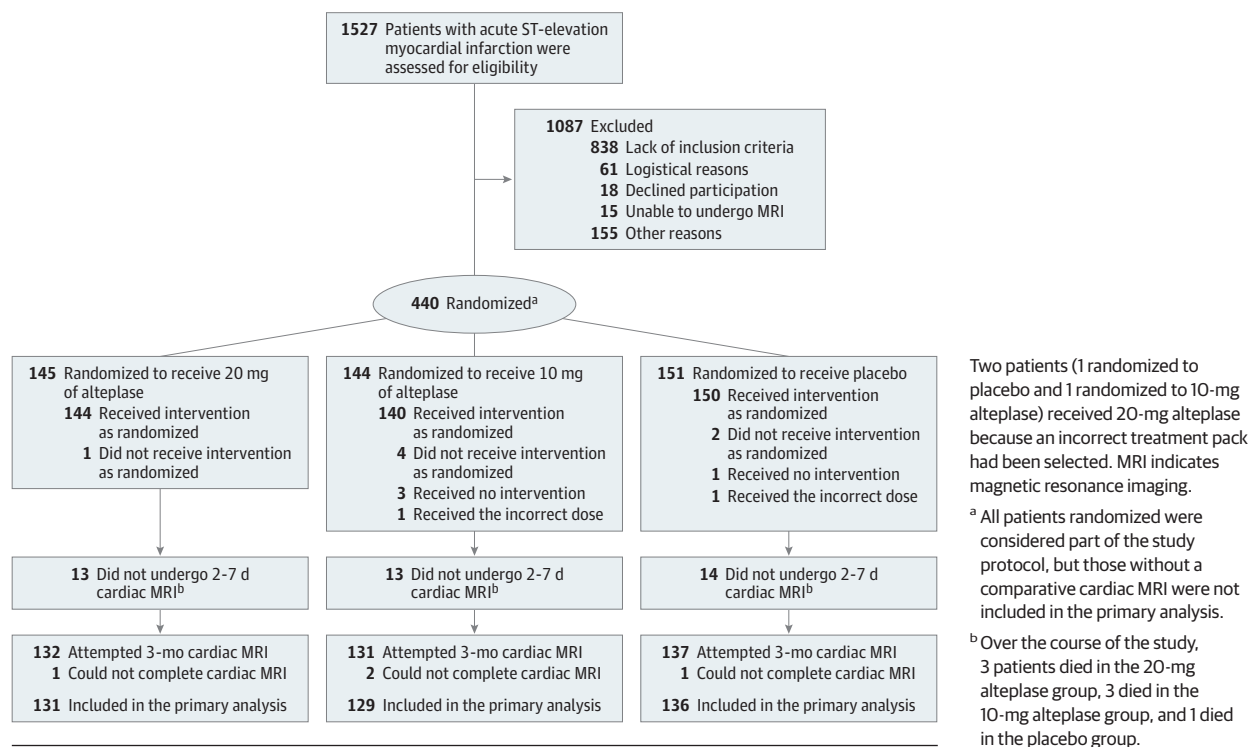 1527 Patients with acute ST-elevation
myocardial infarction were
assessed for eligibility
1087 Excluded
838 Lack of inclusion criteria
61 Logistical reasons
18 Declined participation
15 Unable to undergo MRI
155 Other reasons
440 Randomizedᵃ
145 Randomized to receive 20 mg
of alteplase
144 Received intervention
as randomized
1 Did not receive intervention
as randomized
144 Randomized to receive 10 mg
of alteplase
140 Received intervention
as randomized
4 Did not receive intervention
as randomized
3 Received no intervention
1 Received the incorrect dose
151 Randomized to receive placebo
150 Received intervention
as randomized
2 Did not receive intervention
as randomized
1 Received no intervention
1 Received the incorrect dose
13 Did not undergo 2-7 d
cardiac MRIᵇ
13 Did not undergo 2-7 d
cardiac MRIᵇ
14 Did not undergo 2-7 d
cardiac MRIᵇ
132 Attempted 3-mo cardiac MRI
1 Could not complete cardiac MRI
131 Included in the primary analysis
131 Attempted 3-mo cardiac MRI
2 Could not complete cardiac MRI
129 Included in the primary analysis
137 Attempted 3-mo cardiac MRI
1 Could not complete cardiac MRI
136 Included in the primary analysis
Two patients (1 randomized to
placebo and 1 randomized to 10-mg
alteplase) received 20-mg alteplase
because an incorrect treatment pack
had been selected. MRI indicates
magnetic resonance imaging.
ᵃ All patients randomized were
considered part of the study
protocol, but those without a
comparative cardiac MRI were not
included in the primary analysis.
ᵇ Over the course of the study,
3 patients died in the 20-mg
alteplase group, 3 died in the
10-mg alteplase group, and 1 died
in the placebo group.